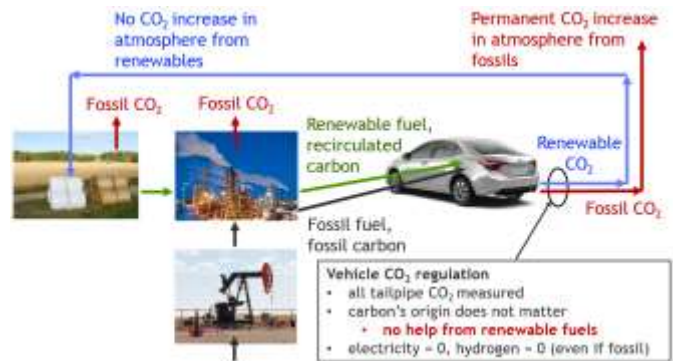 No CO₂ increase in
atmosphere from
renewables
Permanent CO₂ increase
in atmosphere from
fossils
Fossil CO₂
Fossil CO₂
Renewable fuel,
recirculated
carbon
Renewable
CO₂
Fossil CO₂
Fossil fuel,
fossil carbon
Vehicle CO₂ regulation
• all tailpipe CO₂ measured
• carbon's origin does not matter
• no help from renewable fuels
• electricity = 0, hydrogen = 0 (even if fossil)